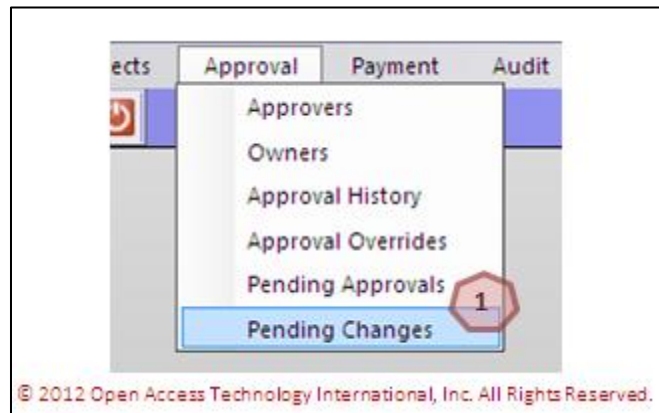 ects Approval Payment Audit
Approvers
Owners
Approval History
Approval Overrides
Pending Approvals
1
Pending Changes
© 2012 Open Access Technology International, Inc. All Rights Reserved.